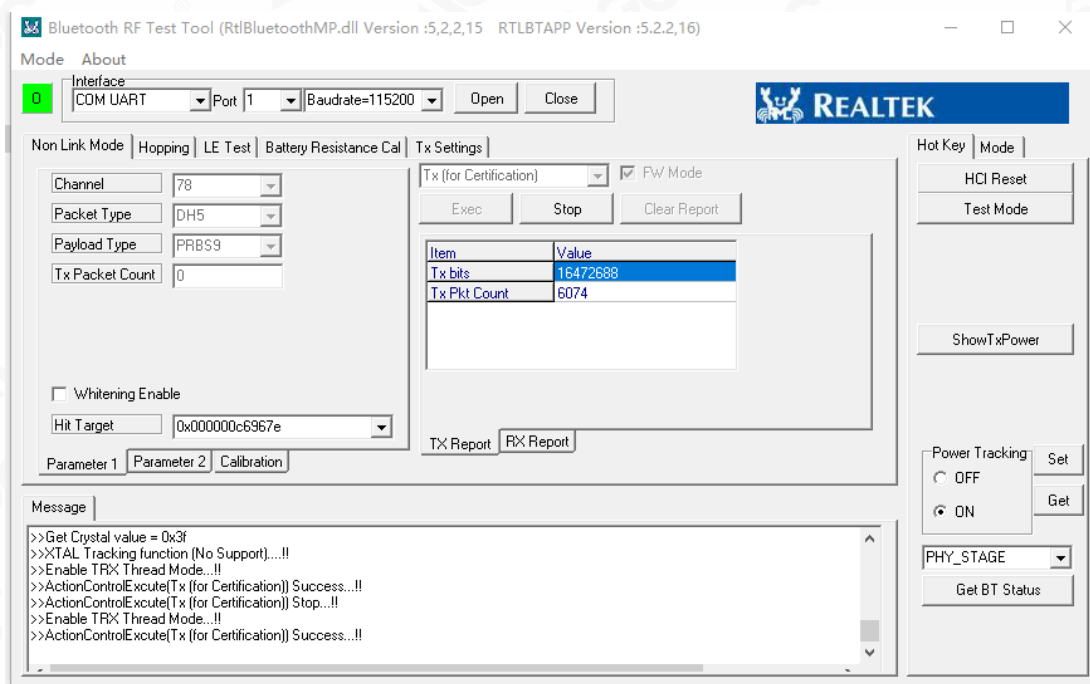 Bluetooth RF Test Tool (RtlBluetoothMP.dll Version :5,2,2,15 RTLBTAPP Version :5.2.2,16)
Mode About
Interface
0 COM UART Port 1 Baudrate=115200 Open Close
REALTEK
Non Link Mode Hopping LE Test Battery Resistance Cal Tx Settings
Hot Key Mode
Channel 78
Packet Type DH5
Payload Type PRBS9
Tx Packet Count 0
Whitening Enable
Hit Target 0x000000c6967e
Parameter 1 Parameter 2 Calibration
Tx (for Certification) FW Mode
Exec Stop Clear Report
Item Value
Tx bits 16472688
Tx Pkt Count 6074
TX Report RX Report
HCI Reset
Test Mode
ShowTxPower
Power Tracking
OFF
ON
Set
Get
PHY_STAGE
Get BT Status
Message
>>Get Crystal value = 0x3f
>>XTAL Tracking function (No Support)....!!
>>Enable TRX Thread Mode...!!
>>ActionControlExcute(Tx (for Certification)) Success...!!
>>ActionControlExcute(Tx (for Certification)) Stop...!!
>>Enable TRX Thread Mode...!!
>>ActionControlExcute(Tx (for Certification)) Success...!!